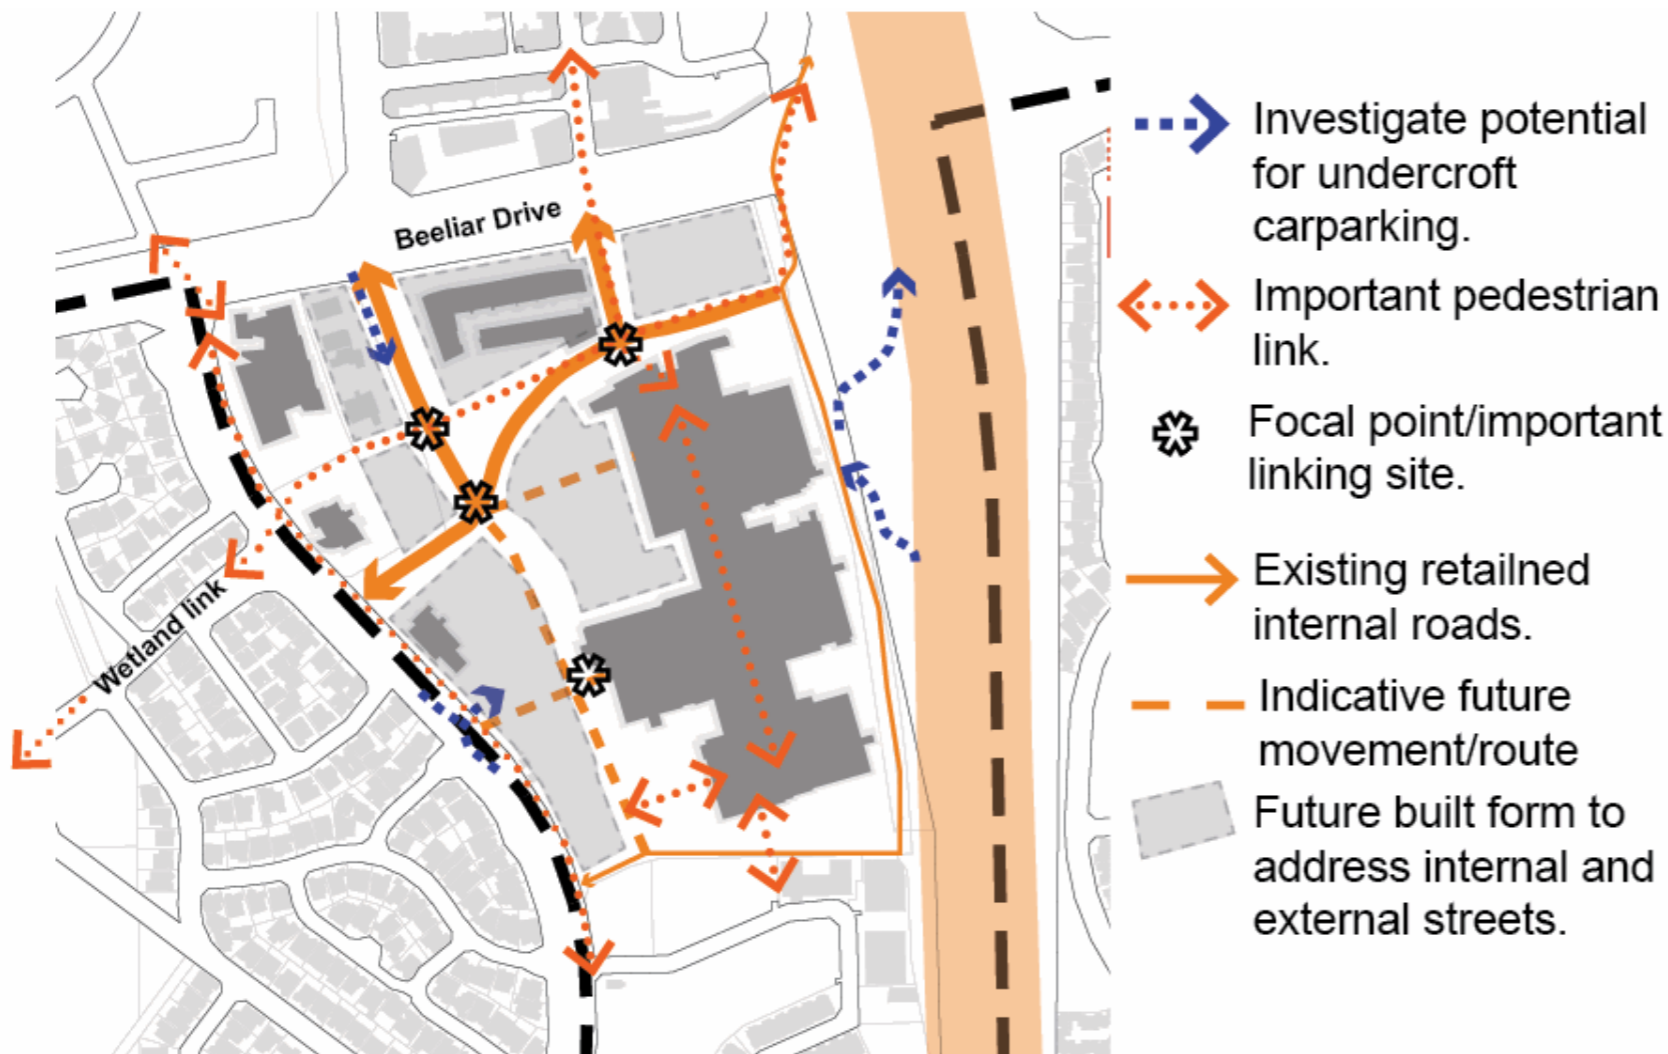 Beeliar Drive
Wetland link
Investigate potential
for undercroft
carparking.
Important pedestrian
link.
Focal point/important
linking site.
Existing retailned
internal roads.
Indicative future
movement/route
Future built form to
address internal and
external streets.